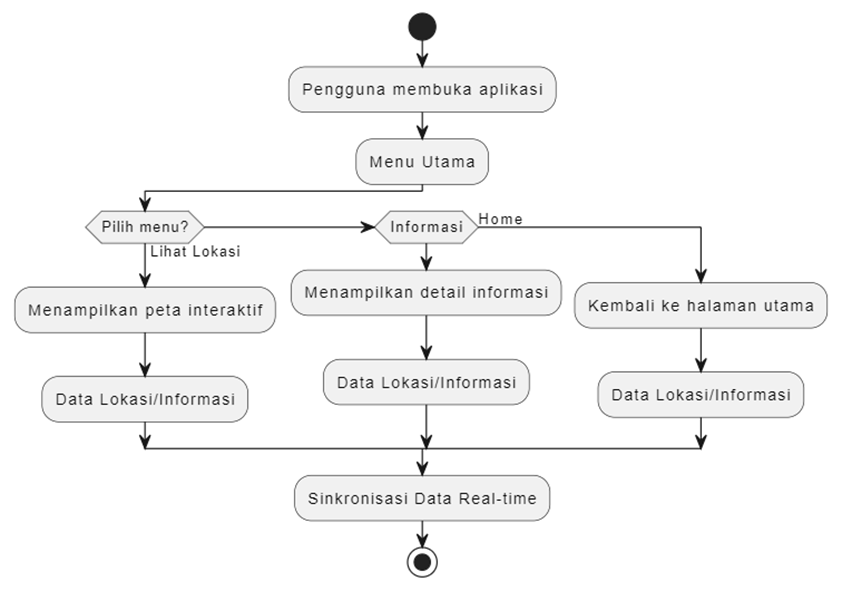 Pengguna membuka aplikasi
Menu Utama
Pilih menu?
Lihat Lokasi
Informasi
Home
Menampilkan peta interaktif
Menampilkan detail informasi
Kembali ke halaman utama
Data Lokasi/Informasi
Data Lokasi/Informasi
Data Lokasi/Informasi
Sinkronisasi Data Real-time